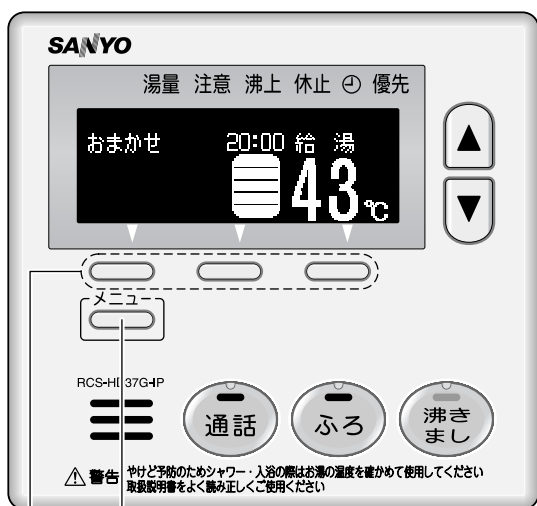 SANYO
湯量 注意 沸上 休止 優先
おまかせ 20:00 給湯
43℃
▲
▼
メニュー
RCS-HD37G-IP
通話 ふろ 沸き
まし
⚠警告 やけど予防のためシャワー・入浴の際はお湯の温度を確かめて使用してください
取扱説明書をよく読み正しくご使用ください